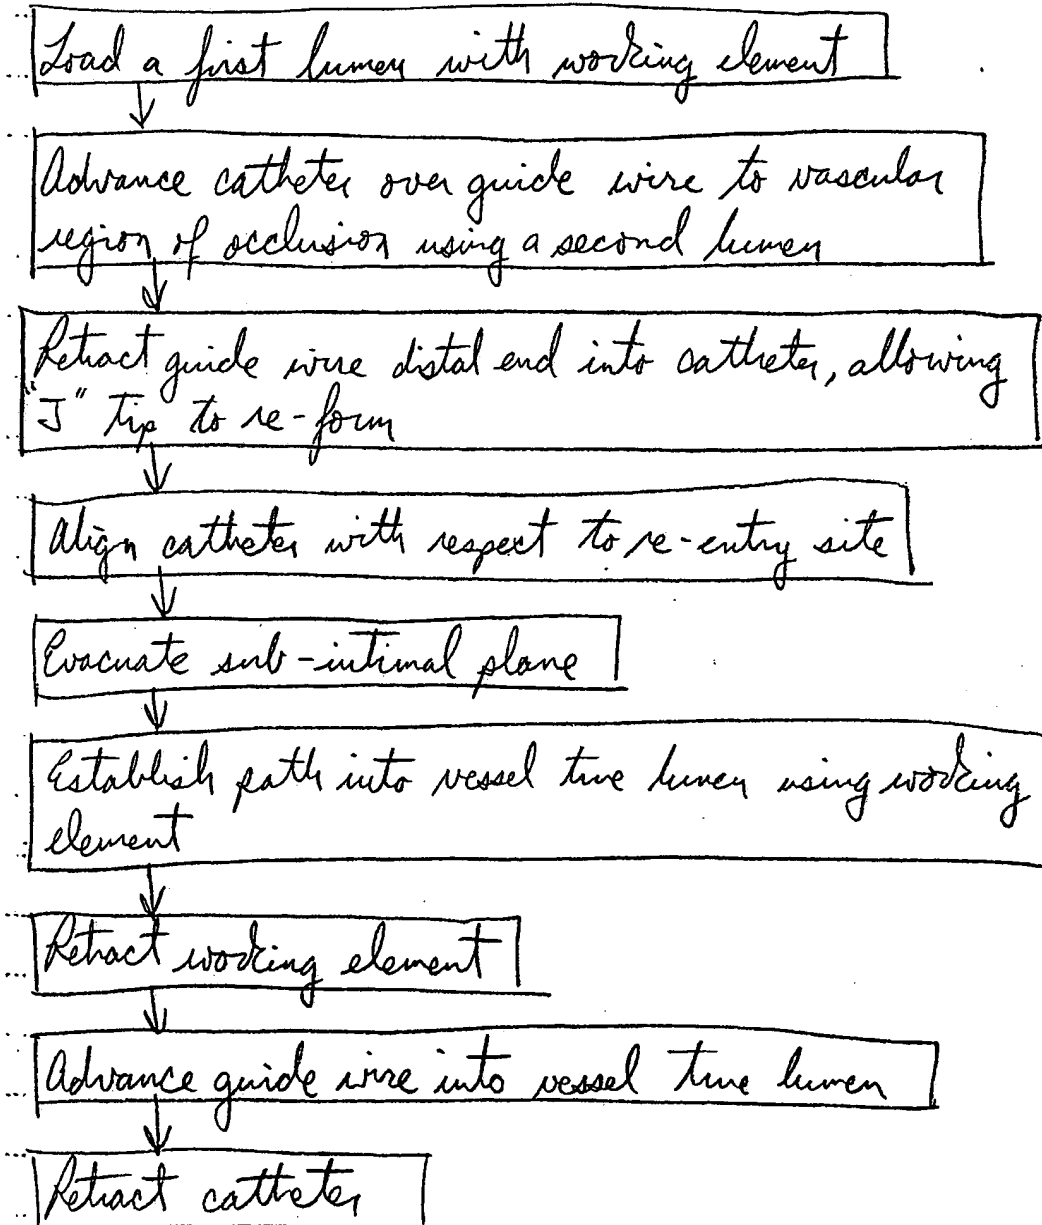 Load a first lumen with working element
Advance catheter over guide wire to vascular
region of occlusion using a second lumen
Retract guide wire distal end into catheter, allowing
"J" tip to re-form
Align catheter with respect to re-entry site
Evacuate sub-intimal plane
Establish path into vessel true lumen using working
element
Retract working element
Advance guide wire into vessel true lumen
Retract catheter